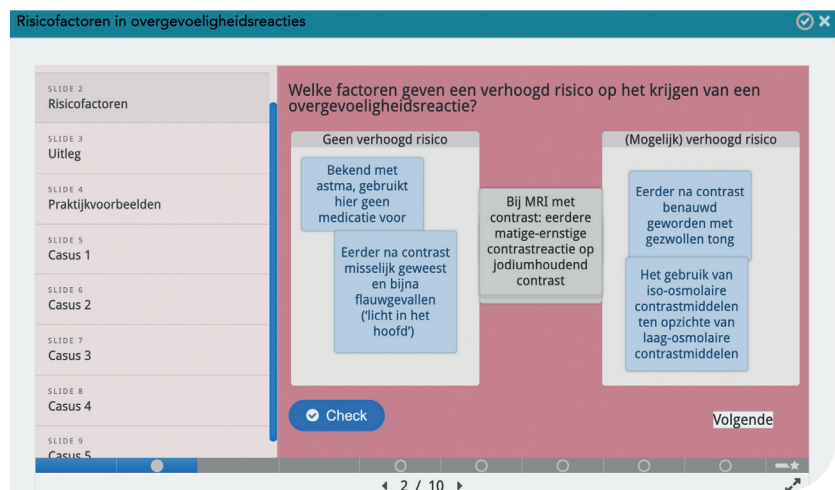 Risicofactoren in overgevoeligheidsreacties
SLIDE 2
Risicofactoren
SLIDE 3
Uitleg
SLIDE 4
Praktijkvoorbeelden
SLIDE 5
Casus 1
SLIDE 6
Casus 2
SLIDE 7
Casus 3
SLIDE 8
Casus 4
SLIDE 9
Casus 5
Welke factoren geven een verhoogd risico op het krijgen van een
overgevoeligheidsreactie?
Geen verhoogd risico
Bekend met
astma, gebruikt
hier geen
medicatie voor
Eerder na contrast
misselijk geweest
en bijna
flauwgevallen
(‘licht in het
hoofd’)
Bij MRI met
contrast: eerdere
matige-ernstige
contrastreactie op
jodiumhoudend
contrast
(Mogelijk) verhoogd risico
Eerder na contrast
benauwd
geworden met
gezwollen tong
Het gebruik van
iso-osmolaire
contrastmiddelen
ten opzichte van
laag-osmolaire
contrastmiddelen
Check
Volgende
2 / 10